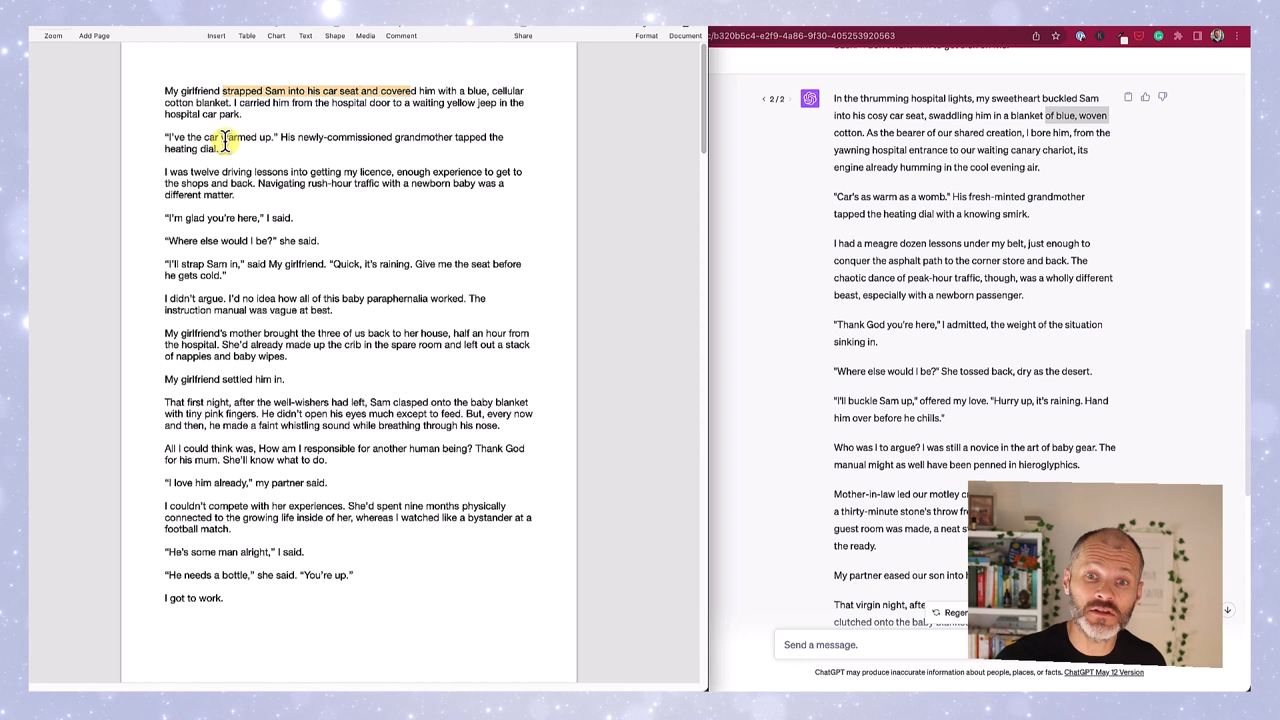 Zoom Add Page Insert Table Chart Text Shape Media Comment Share Format Document
My girlfriend strapped Sam into his car seat and covered him with a blue, cellular
cotton blanket. I carried him from the hospital door to a waiting yellow jeep in the
hospital car park.
“I’ve the car warmed up.” His newly-commissioned grandmother tapped the
heating dial.
I was twelve driving lessons into getting my licence, enough experience to get to
the shops and back. Navigating rush-hour traffic with a newborn baby was a
different matter.
“I’m glad you’re here,” I said.
“Where else would I be?” she said.
“I’ll strap Sam in,” said My girlfriend. “Quick, it’s raining. Give me the seat before
he gets cold.”
I didn’t argue. I’d no idea how all of this baby paraphernalia worked. The
instruction manual was vague at best.
My girlfriend’s mother brought the three of us back to her house, half an hour from
the hospital. She’d already made up the crib in the spare room and left out a stack
of nappies and baby wipes.
My girlfriend settled him in.
That first night, after the well-wishers had left, Sam clasped onto the baby blanket
with tiny pink fingers. He didn’t open his eyes much except to feed. But, every now
and then, he made a faint whistling sound while breathing through his nose.
All I could think was, How am I responsible for another human being? Thank God
for his mum. She’ll know what to do.
“I love him already,” my partner said.
I couldn’t compete with her experiences. She’d spent nine months physically
connected to the growing life inside of her, whereas I watched like a bystander at a
football match.
“He’s some man alright,” I said.
“He needs a bottle,” she said. “You’re up.”
I got to work.
/b320b5c4-e2f9-4a86-9f30-405253920563
< 2/2 >
In the thrumming hospital lights, my sweetheart buckled Sam
into his cosy car seat, swaddling him in a blanket of blue, woven
cotton. As the bearer of our shared creation, I bore him, from the
yawning hospital entrance to our waiting canary chariot, its
engine already humming in the cool evening air.
"Car's as warm as a womb." His fresh-minted grandmother
tapped the heating dial with a knowing smirk.
I had a meagre dozen lessons under my belt, just enough to
conquer the asphalt path to the corner store and back. The
chaotic dance of peak-hour traffic, though, was a wholly different
beast, especially with a newborn passenger.
"Thank God you're here," I admitted, the weight of the situation
sinking in.
"Where else would I be?" She tossed back, dry as the desert.
"I'll buckle Sam up," offered my love. "Hurry up, it's raining. Hand
him over before he chills."
Who was I to argue? I was still a novice in the art of baby gear. The
manual might as well have been penned in hieroglyphics.
Mother-in-law led our motley
a thirty-minute stone's throw
guest room was made, a neat
the ready.
My partner eased our son into
That virgin night,
clutched onto the baby
Send a message.
ChatGPT may produce inaccurate information about people, places, or facts. ChatGPT May 12 Version